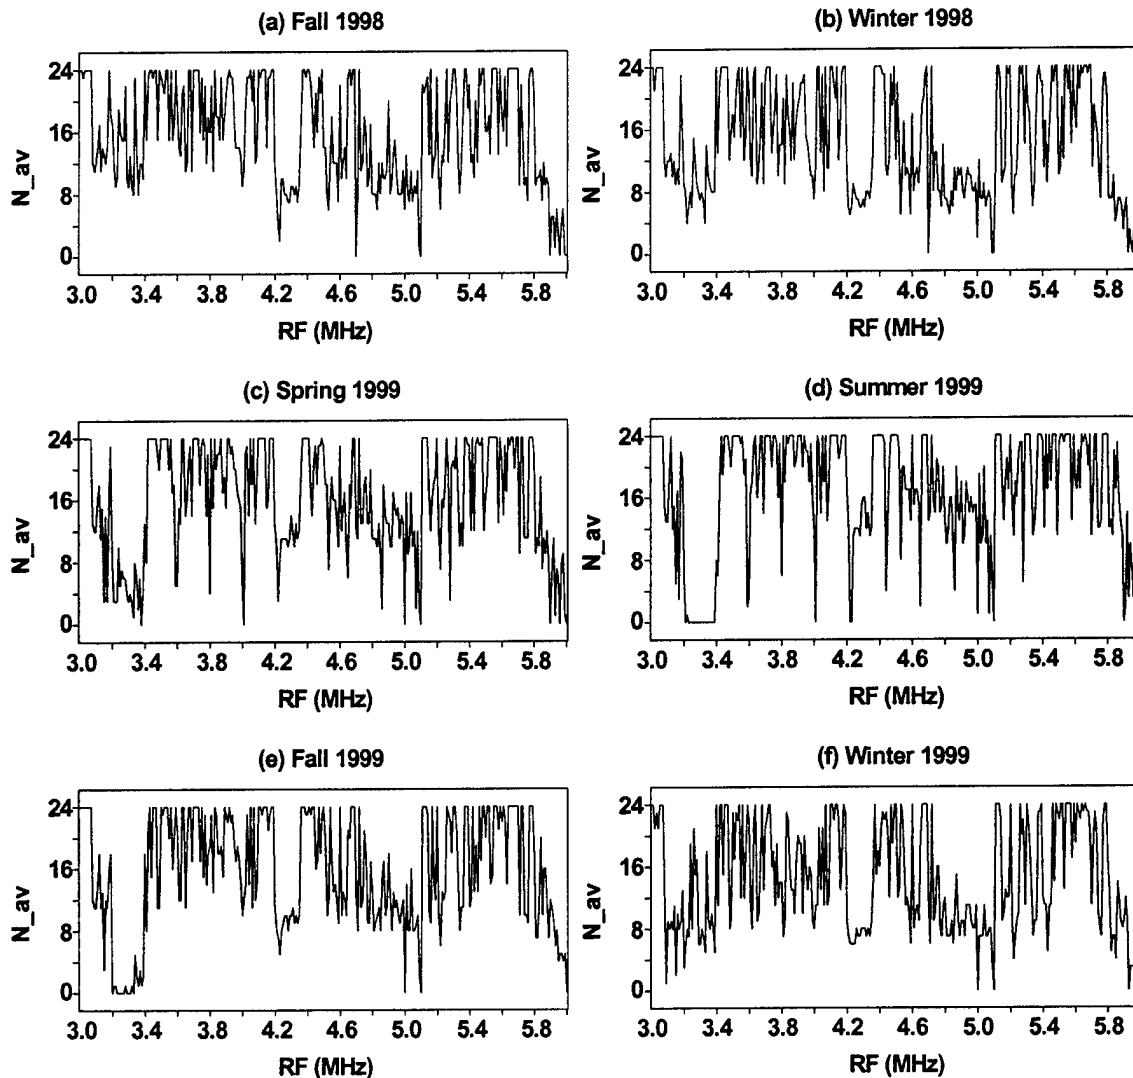 (a) Fall 1998
N_av
24
16
8
0
3.0 3.4 3.8 4.2 4.6 5.0 5.4 5.8
RF (MHz)
(b) Winter 1998
N_av
24
16
8
0
3.0 3.4 3.8 4.2 4.6 5.0 5.4 5.8
RF (MHz)
(c) Spring 1999
N_av
24
16
8
0
3.0 3.4 3.8 4.2 4.6 5.0 5.4 5.8
RF (MHz)
(d) Summer 1999
N_av
24
16
8
0
3.0 3.4 3.8 4.2 4.6 5.0 5.4 5.8
RF (MHz)
(e) Fall 1999
N_av
24
16
8
0
3.0 3.4 3.8 4.2 4.6 5.0 5.4 5.8
RF (MHz)
(f) Winter 1999
N_av
24
16
8
0
3.0 3.4 3.8 4.2 4.6 5.0 5.4 5.8
RF (MHz)